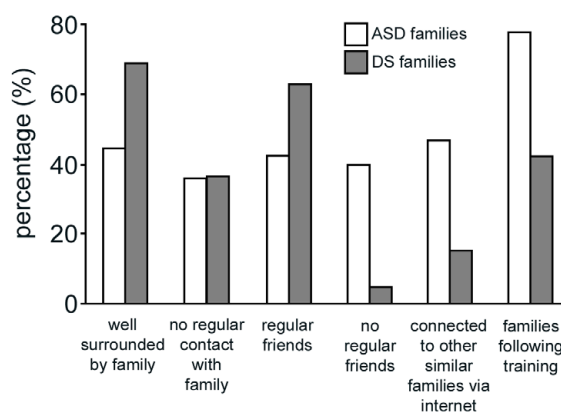 80
60
40
20
0
percentage (%)
ASD families
DS families
well
surrounded
by family
no regular
contact
with
family
regular
friends
no
regular
friends
connected
to other
similar
families via
internet
families
following
training